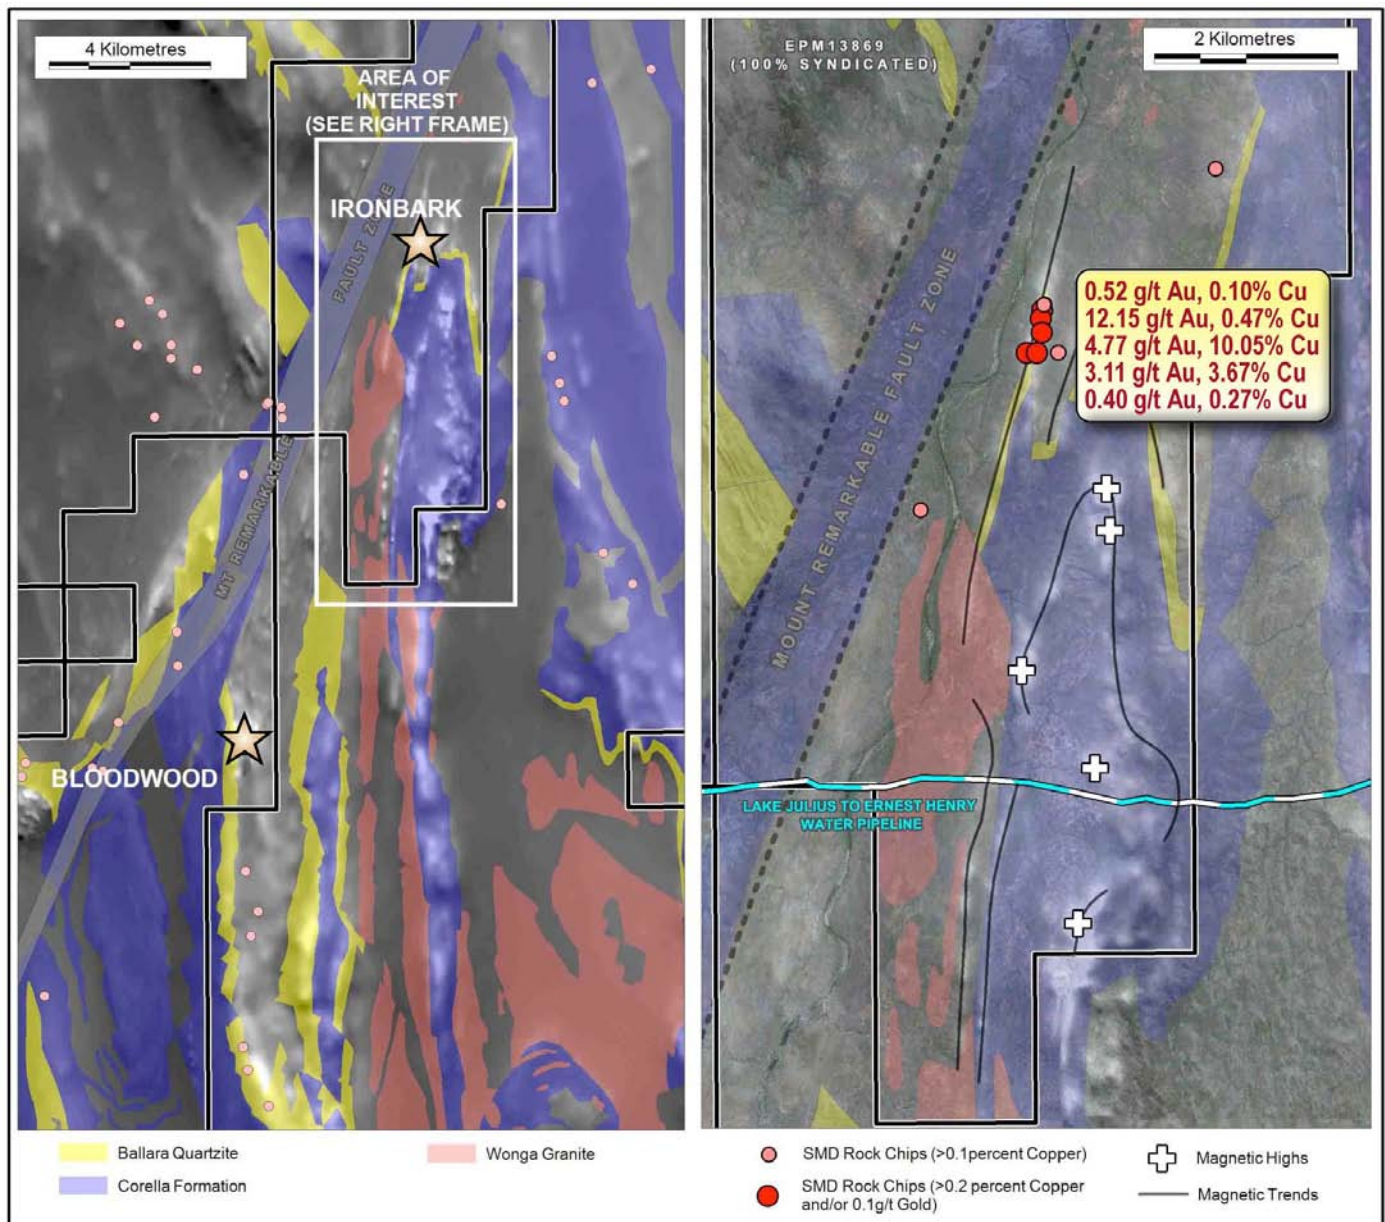 4 Kilometres
AREA OF
INTEREST
(SEE RIGHT FRAME)
IRONBARK
FAULT ZONE
MT REMARKABLE
BLOODWOOD
EPM13869
(100% SYNDICATED)
2 Kilometres
MOUNT REMARKABLE FAULT ZONE
0.52 g/t Au, 0.10% Cu
12.15 g/t Au, 0.47% Cu
4.77 g/t Au, 10.05% Cu
3.11 g/t Au, 3.67% Cu
0.40 g/t Au, 0.27% Cu
LAKE JULIUS TO ERNEST HENRY
WATER PIPELINE
Ballara Quartzite
Corella Formation
Wonga Granite
SMD Rock Chips (>0.1percent Copper)
SMD Rock Chips (>0.2 percent Copper
and/or 0.1g/t Gold)
Magnetic Highs
Magnetic Trends